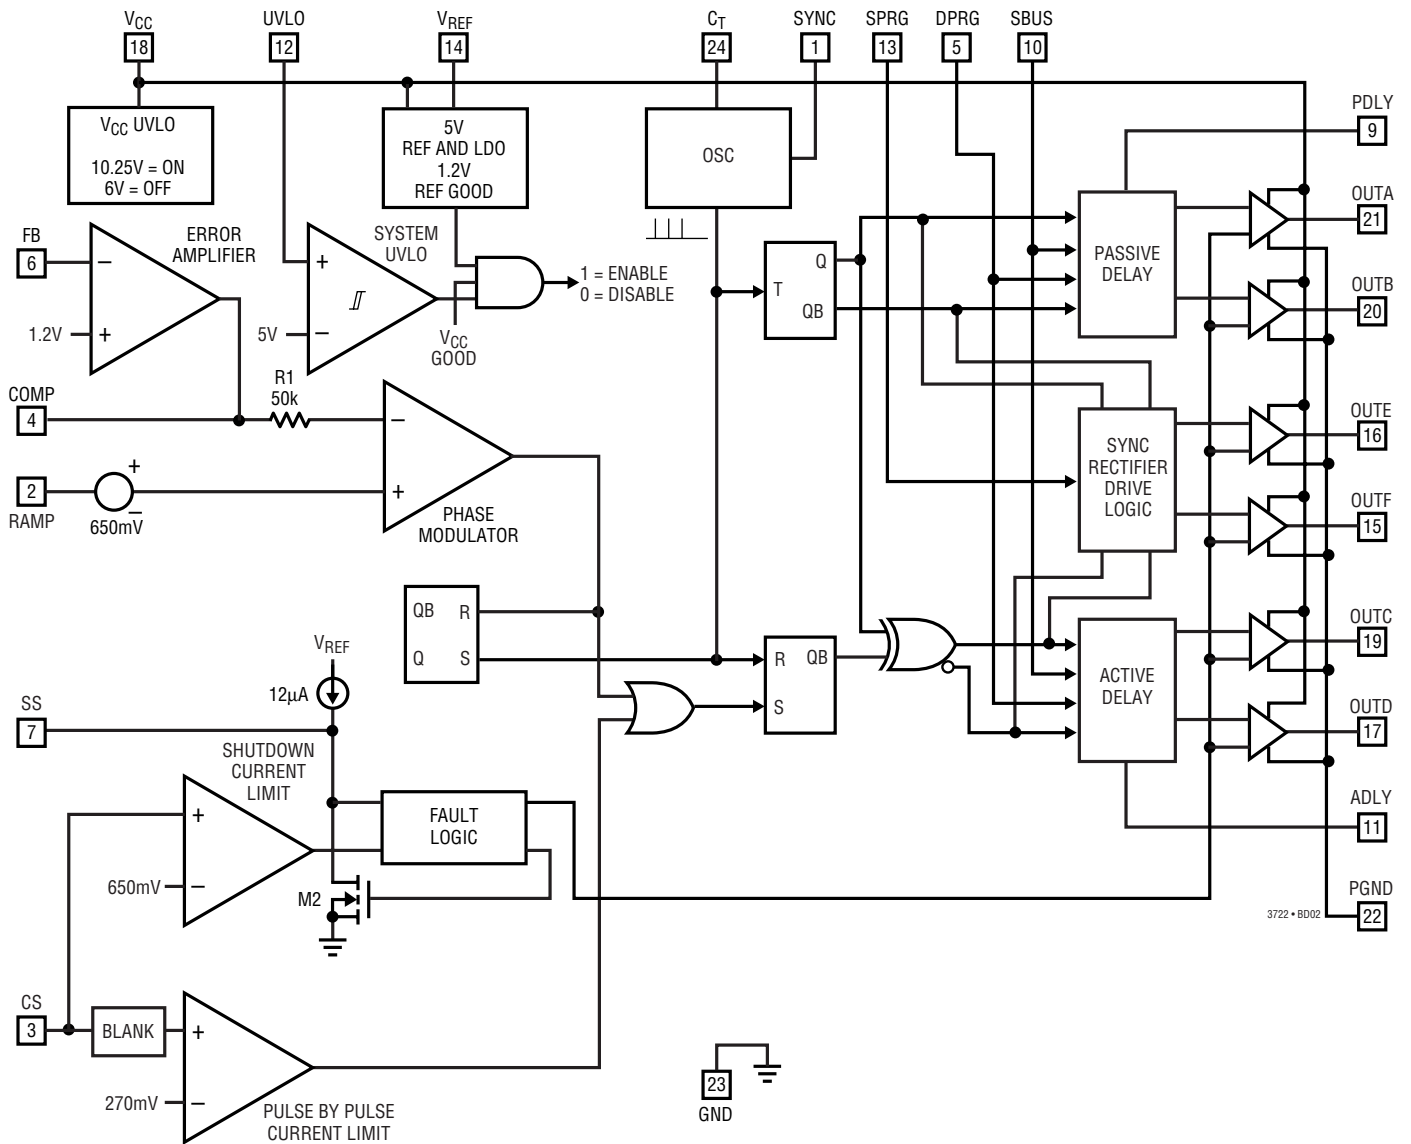 VCC UVLO VREF CT SYNC SPRG DPRG SBUS
18 12 14 24 1 13 5 10
VCC UVLO
10.25V = ON
6V = OFF
5V
REF AND LDO
1.2V
REF GOOD
OSC
PDLY
9
FB
6
−
+
1.2V
ERROR
AMPLIFIER
SYSTEM
UVLO
+
−
5V
VCC
GOOD
1 = ENABLE
0 = DISABLE
T
Q
QB
PASSIVE
DELAY
OUTA
21
OUTB
20
COMP
4
R1
50k
−
+
PHASE
MODULATOR
2
RAMP
+
−
650mV
SYNC
RECTIFIER
DRIVE
LOGIC
OUTE
16
OUTF
15
QB R
Q S
R QB
S
ACTIVE
DELAY
OUTC
19
OUTD
17
VREF
12µA
SS
7
SHUTDOWN
CURRENT
LIMIT
+
−
650mV
FAULT
LOGIC
M2
ADLY
11
PGND
22
3722 • BD02
CS
3
BLANK
+
−
270mV
PULSE BY PULSE
CURRENT LIMIT
23
GND